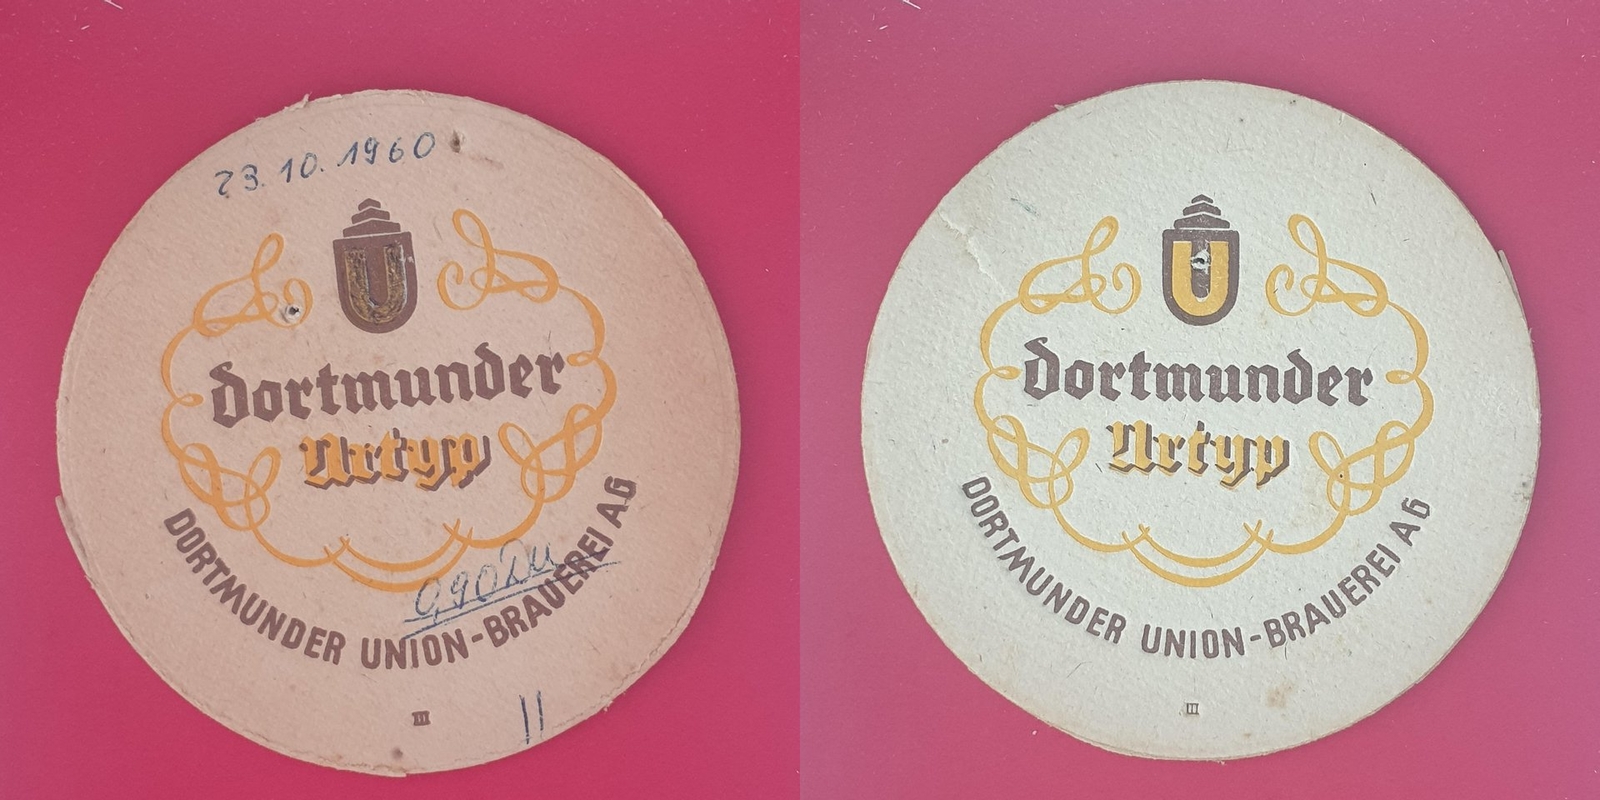 23. 10. 1960
U
Dortmunder
Urtyp
0,90 DU
DORTMUNDER UNION-BRAUEREI AG
III
II
U
Dortmunder
Urtyp
DORTMUNDER UNION-BRAUEREI AG
III